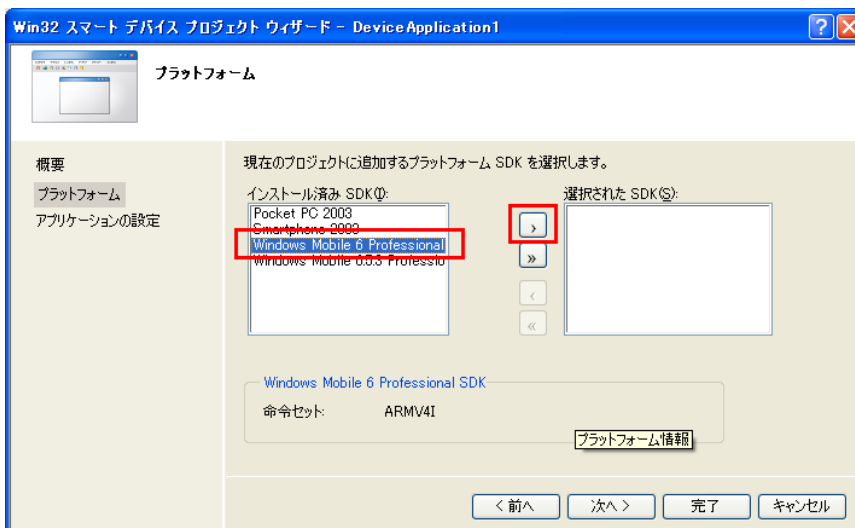 Win32 スマート デバイス プロジェクト ウィザード - DeviceApplication1
プラットフォーム
概要
プラットフォーム
アプリケーションの設定
現在のプロジェクトに追加するプラットフォーム SDK を選択します。
インストール済み SDK(I):
Pocket PC 2003
Smartphone 2003
Windows Mobile 6 Professional
Windows Mobile 6.5.3 Professio
選択された SDK(S):
›
»
‹
«
Windows Mobile 6 Professional SDK
命令セット: ARMV4I
プラットフォーム情報
< 前へ
次へ >
完了
キャンセル